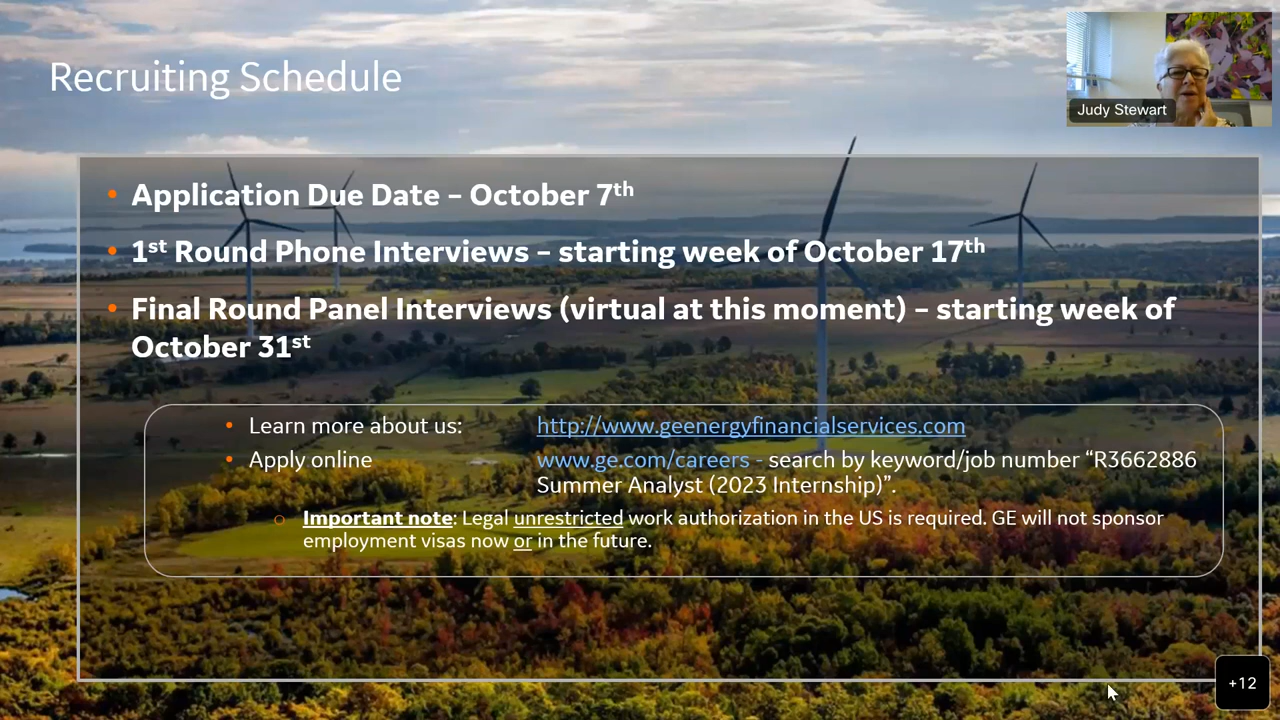 Recruiting Schedule
Judy Stewart
• Application Due Date – October 7th
• 1st Round Phone Interviews – starting week of October 17th
• Final Round Panel Interviews (virtual at this moment) – starting week of
October 31st
• Learn more about us: http://www.geenergyfinancialservices.com
• Apply online www.ge.com/careers - search by keyword/job number “R3662886
Summer Analyst (2023 Internship)”.
○ Important note: Legal unrestricted work authorization in the US is required. GE will not sponsor
employment visas now or in the future.
+12